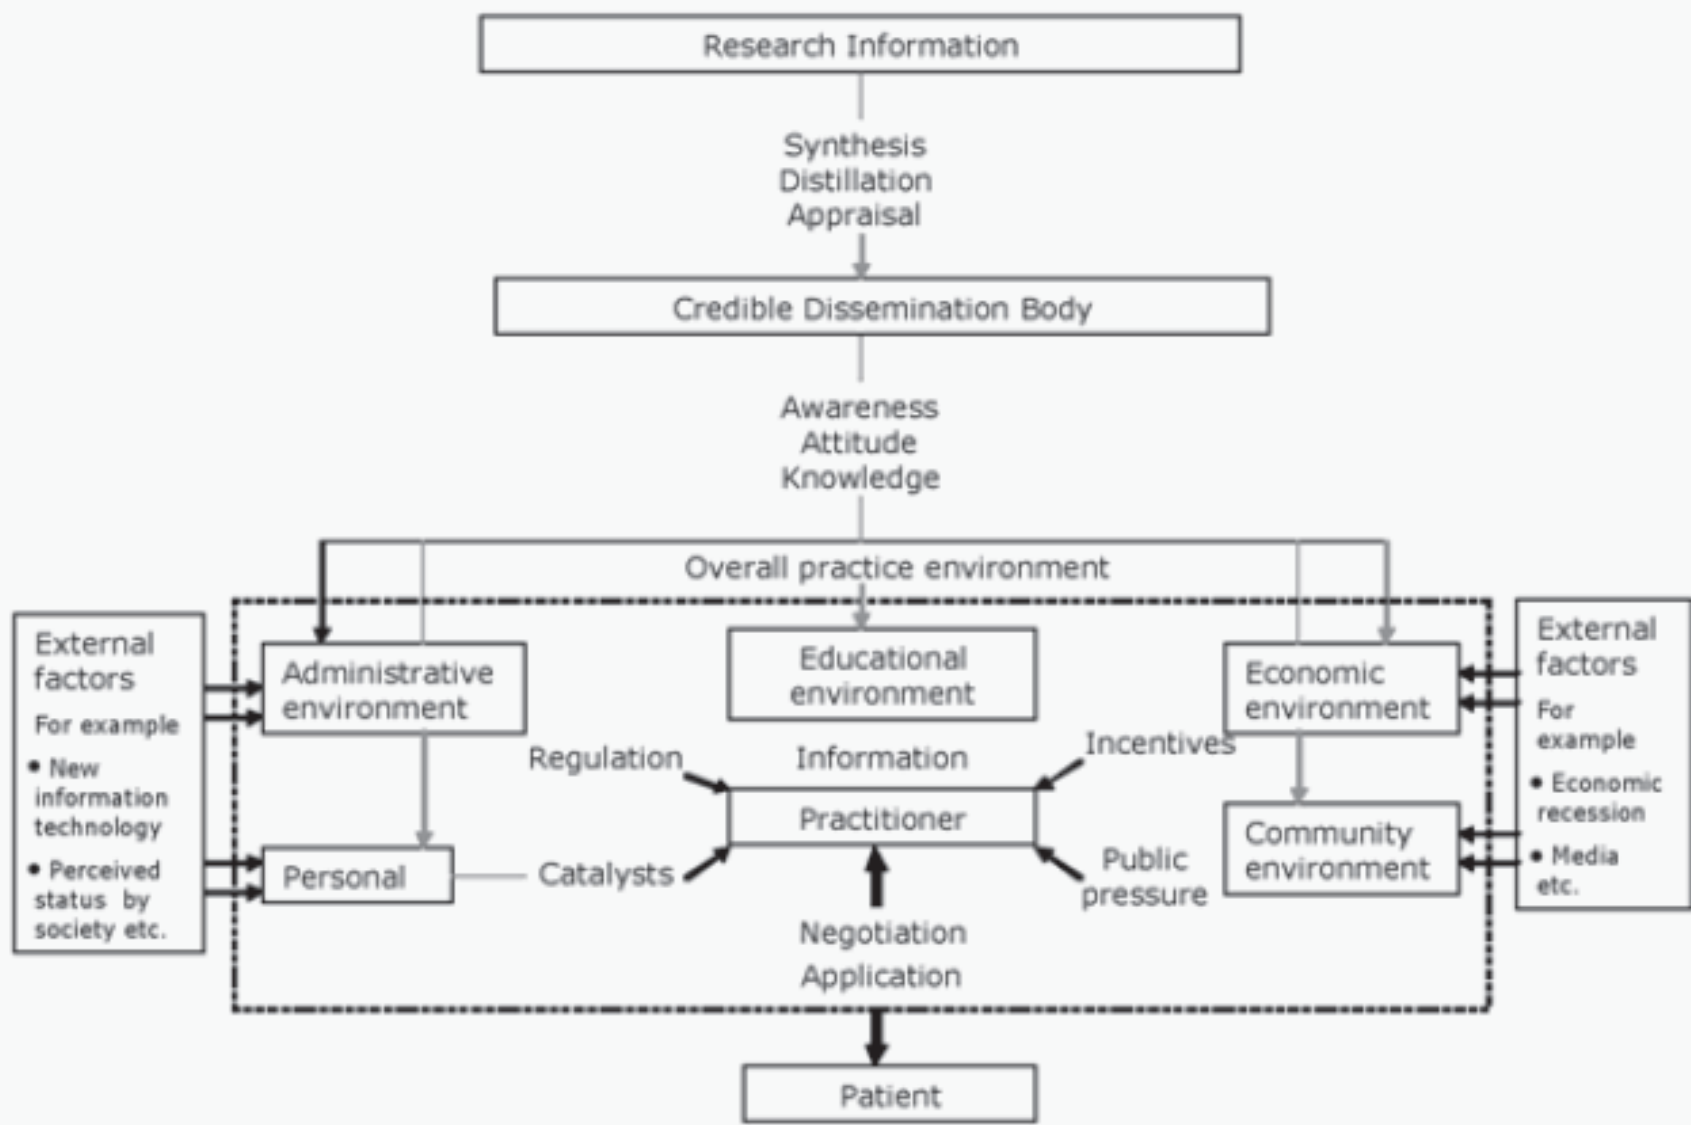 Research Information
Synthesis
Distillation
Appraisal
Credible Dissemination Body
Awareness
Attitude
Knowledge
Overall practice environment
External
factors
For example
• New
information
technology
• Perceived
status by
society etc.
Administrative
environment
Personal
Educational
environment
Regulation
Information
Incentives
Practitioner
Catalysts
Public
pressure
Negotiation
Application
Economic
environment
Community
environment
External
factors
For
example
• Economic
recession
• Media
etc.
Patient